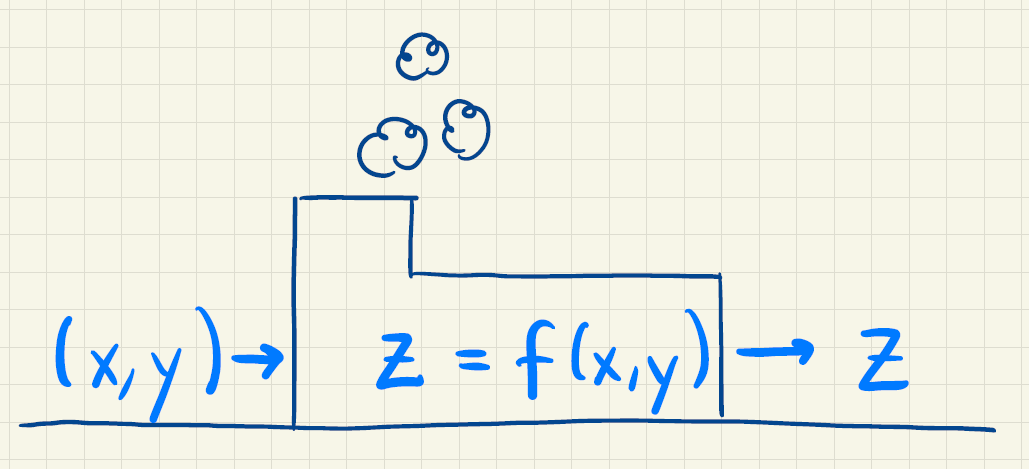 (x,y) → z = f(x,y) → z